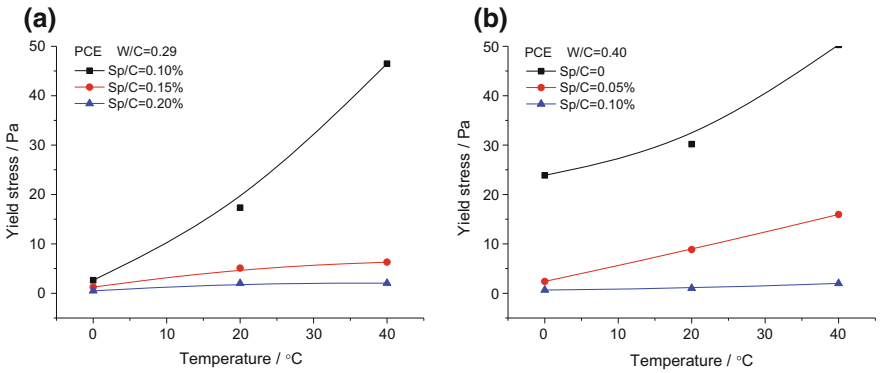 (a)
PCE W/C=0.29
Sp/C=0.10%
Sp/C=0.15%
Sp/C=0.20%
Yield stress / Pa
50
40
30
20
10
0
0 10 20 30 40
Temperature / °C
(b)
PCE W/C=0.40
Sp/C=0
Sp/C=0.05%
Sp/C=0.10%
Yield stress / Pa
50
40
30
20
10
0
0 10 20 30 40
Temperature / °C